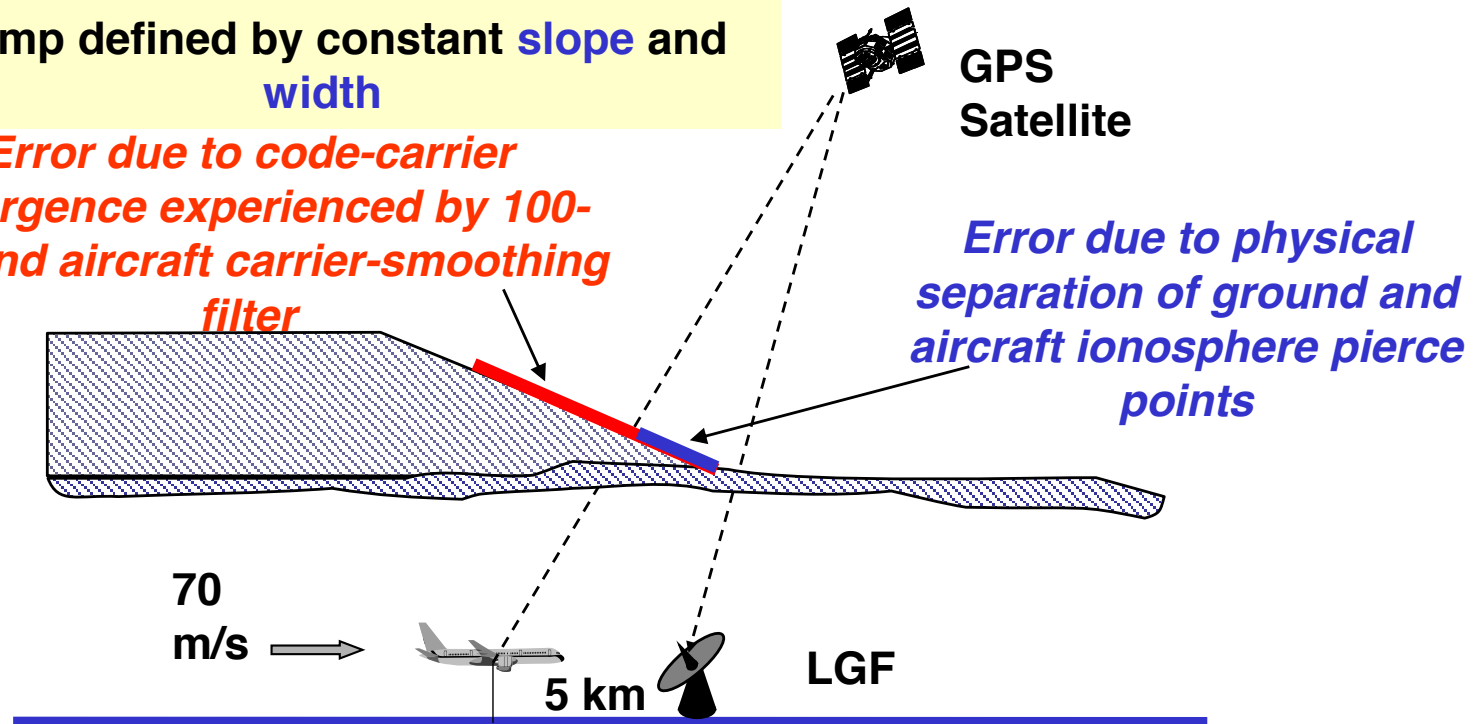 mp defined by constant slope and
width
Error due to code-carrier
rgence experienced by 100-
nd aircraft carrier-smoothing
filter
GPS
Satellite
Error due to physical
separation of ground and
aircraft ionosphere pierce
points
70
m/s
5 km
LGF